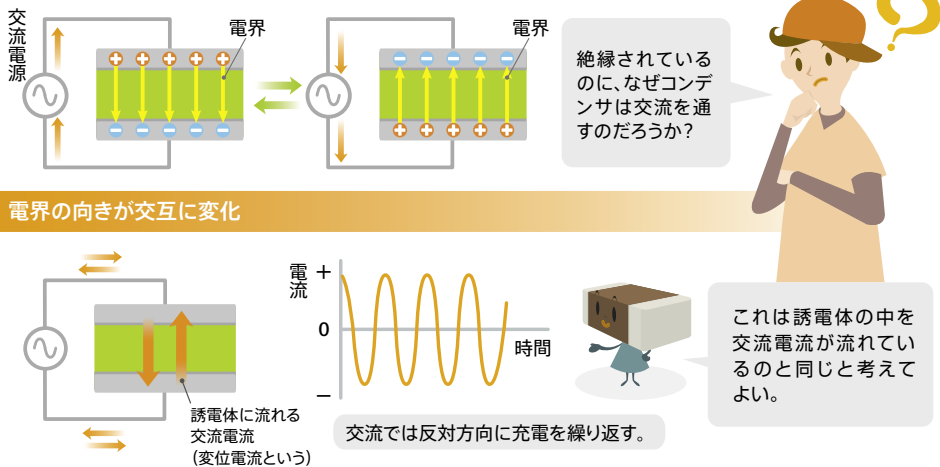 交流電源
電界
電界
絶縁されている
のに、なぜコンデ
ンサは交流を通
すのだろうか?
電界の向きが交互に変化
電流
+
0
−
時間
これは誘電体の中を
交流電流が流れてい
るのと同じと考えて
よい。
誘電体に流れる
交流電流
(変位電流という)
交流では反対方向に充電を繰り返す。